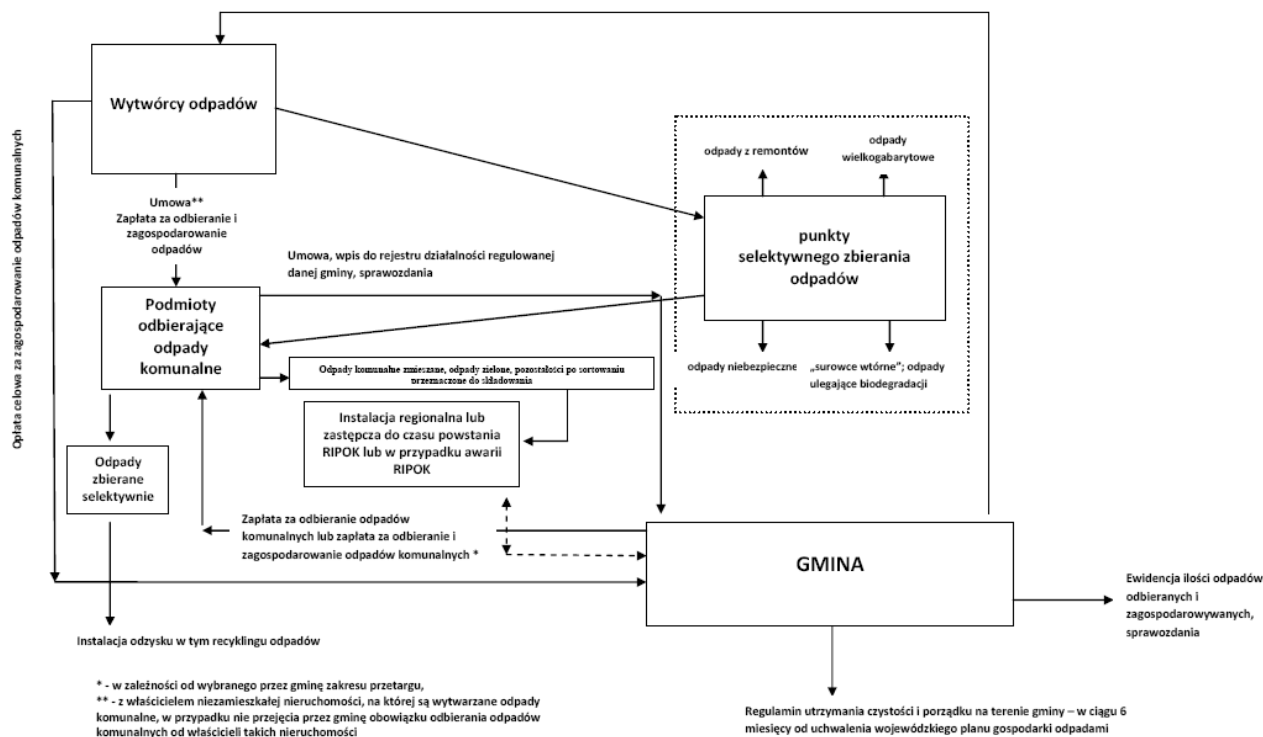 Wytwórcy odpadów
Opłata celowa za zagospodarowanie odpadów komunalnych
odpady z remontów
odpady
wielkogabarytowe
punkty
selektywnego zbierania
odpadów
odpady niebezpieczne
„surowce wtórne”; odpady
ulegające biodegradacji
Umowa**
Zapłata za odbieranie i
zagospodarowanie
odpadów
Umowa, wpis do rejestru działalności regulowanej
danej gminy, sprawozdania
Podmioty
odbierające
odpady
komunalne
Odpady komunalne zmieszane, odpady zielone, pozostałości po sortowaniu
przeznaczone do składowania
Instalacja regionalna lub
zastępcza do czasu powstania
RIPOK lub w przypadku awarii
RIPOK
Odpady
zbierane
selektywnie
Zapłata za odbieranie odpadów
komunalnych lub zapłata za odbieranie i
zagospodarowanie odpadów komunalnych *
GMINA
Ewidencja ilości odpadów
odbieranych i
zagospodarowywanych,
sprawozdania
Instalacja odzysku w tym recyklingu odpadów
* - w zależności od wybranego przez gminę zakresu przetargu,
** - z właścicielem niezamieszkałej nieruchomości, na której są wytwarzane odpady
komunalne, w przypadku nie przejęcia przez gminę obowiązku odbierania odpadów
komunalnych od właścicieli takich nieruchomości
Regulamin utrzymania czystości i porządku na terenie gminy – w ciągu 6
miesięcy od uchwalenia wojewódzkiego planu gospodarki odpadami